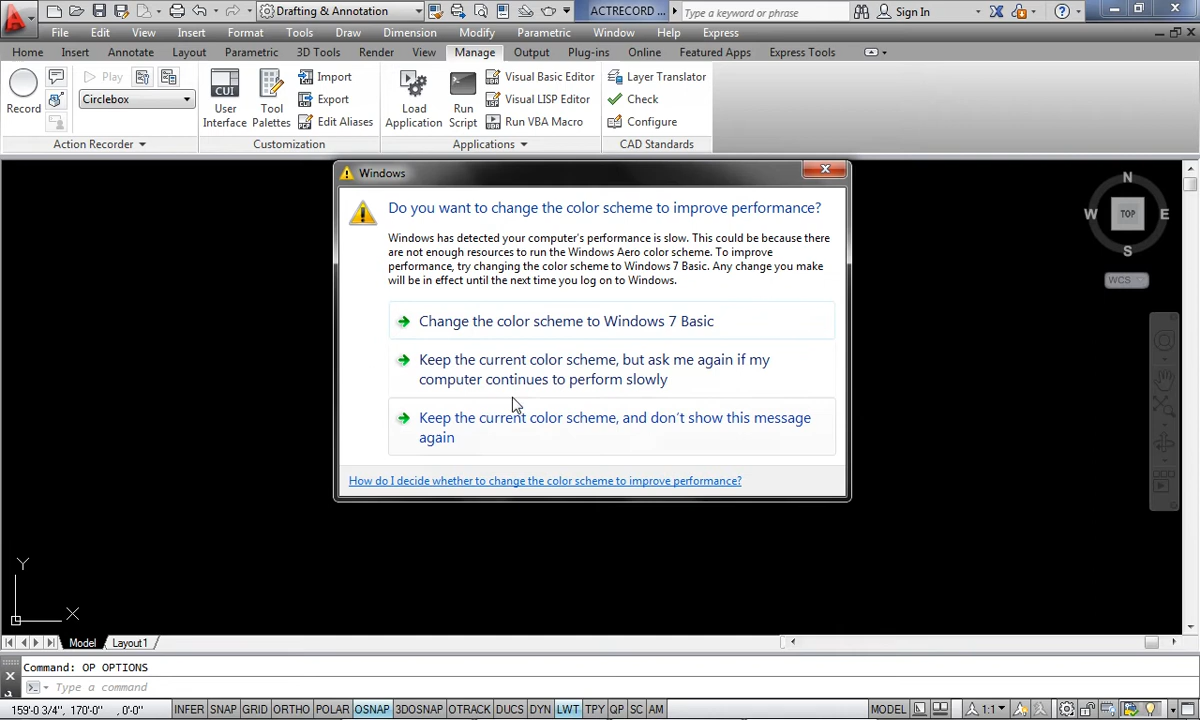 Drafting & Annotation
ACTRECORD ...
Type a keyword or phrase
Sign In
File Edit View Insert Format Tools Draw Dimension Modify Parametric Window Help Express
Home Insert Annotate Layout Parametric 3D Tools Render View Manage Output Plug-ins Online Featured Apps Express Tools
Record
Play
Circlebox
Action Recorder
CUI
User Interface
Tool Palettes
Import
Export
Edit Aliases
Customization
Load Application
Run Script
Visual Basic Editor
Visual LISP Editor
Run VBA Macro
Applications
Layer Translator
Check
Configure
CAD Standards
Windows
Do you want to change the color scheme to improve performance?
Windows has detected your computer's performance is slow. This could be because there
are not enough resources to run the Windows Aero color scheme. To improve
performance, try changing the color scheme to Windows 7 Basic. Any change you make
will be in effect until the next time you log on to Windows.
Change the color scheme to Windows 7 Basic
Keep the current color scheme, but ask me again if my
computer continues to perform slowly
Keep the current color scheme, and don't show this message
again
How do I decide whether to change the color scheme to improve performance?
N
W TOP E
S
WCS
Y
X
Model Layout1
Command: OP OPTIONS
Type a command
159'-0 3/4", 170'-0" ,0'-0" INFER SNAP GRID ORTHO POLAR OSNAP 3DOSNAP OTRACK DUCS DYN LWT TPY QP SC AM MODEL 1:1